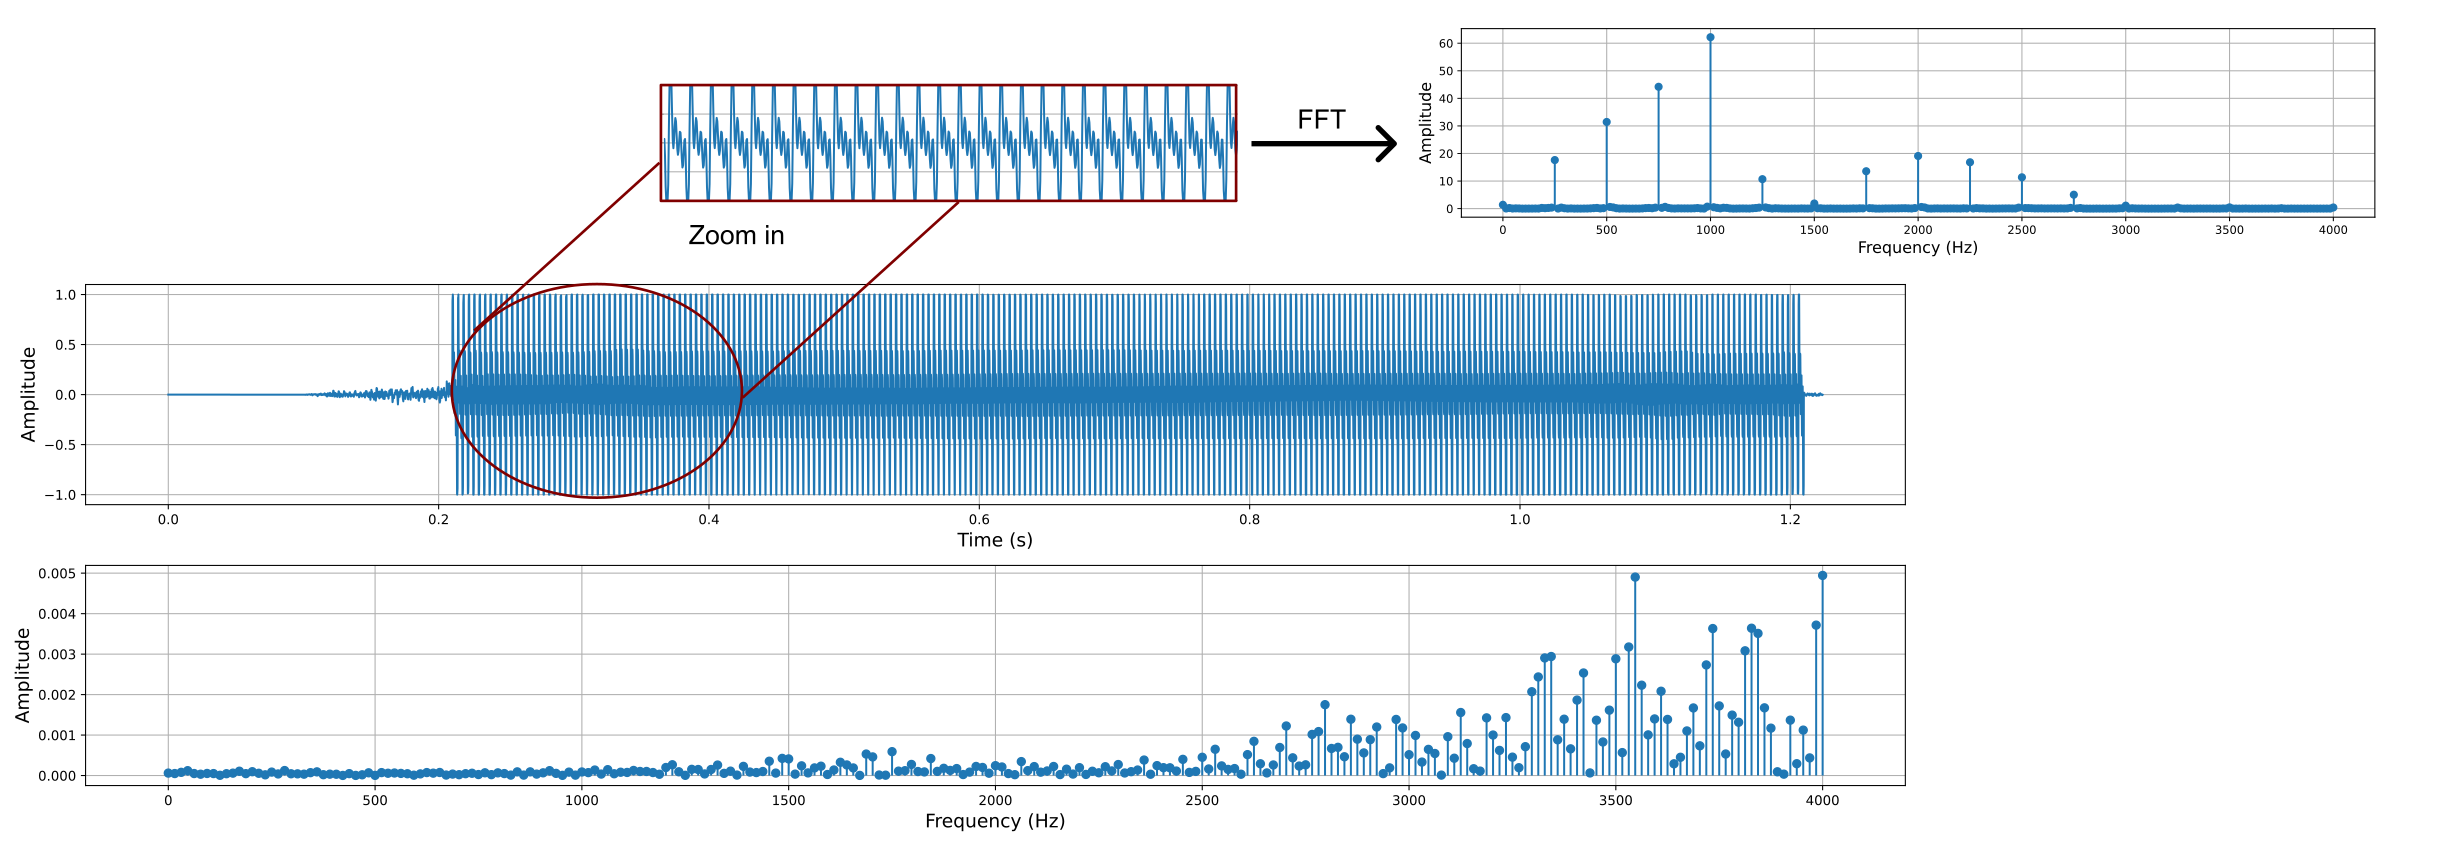 60
50
40
30
20
10
0
Amplitude
0 500 1000 1500 2000 2500 3000 3500 4000
Frequency (Hz)
FFT
Zoom in
1.0
0.5
0.0
−0.5
−1.0
Amplitude
0.0 0.2 0.4 0.6 0.8 1.0 1.2
Time (s)
0.005
0.004
0.003
0.002
0.001
0.000
Amplitude
0 500 1000 1500 2000 2500 3000 3500 4000
Frequency (Hz)